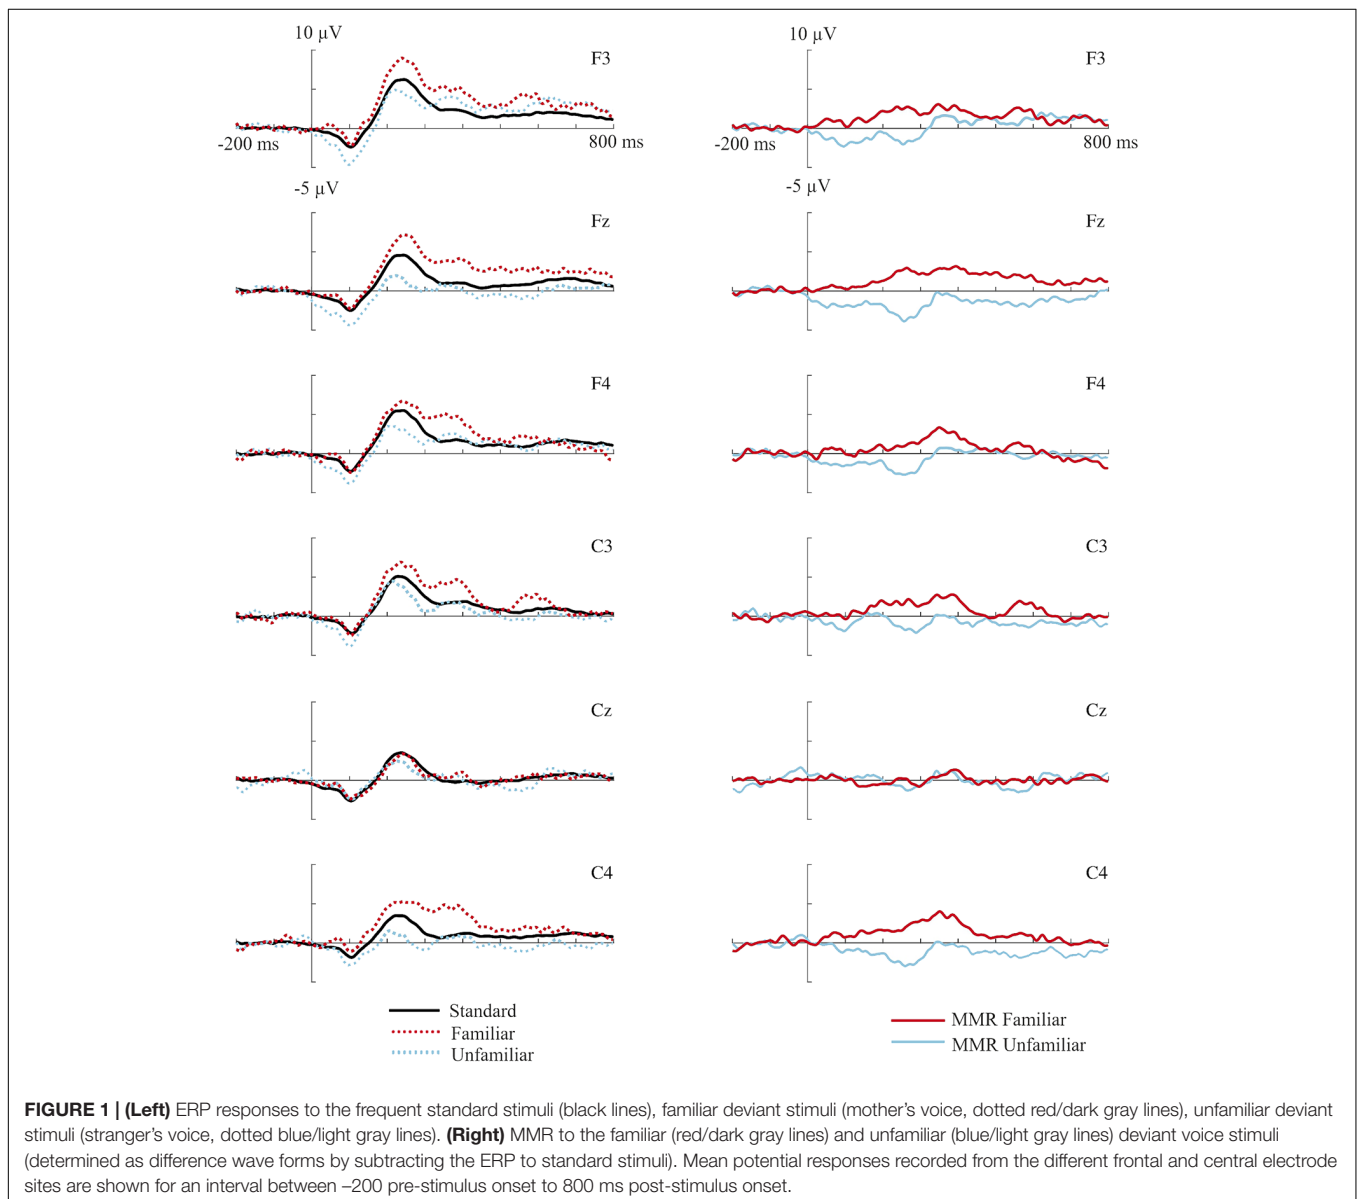 10 µV
F3
-200 ms
800 ms
-5 µV
Fz
F4
C3
Cz
C4
Standard
Familiar
Unfamiliar
10 µV
F3
-200 ms
800 ms
-5 µV
Fz
F4
C3
Cz
C4
MMR Familiar
MMR Unfamiliar
FIGURE 1 | (Left) ERP responses to the frequent standard stimuli (black lines), familiar deviant stimuli (mother's voice, dotted red/dark gray lines), unfamiliar deviant
stimuli (stranger's voice, dotted blue/light gray lines). (Right) MMR to the familiar (red/dark gray lines) and unfamiliar (blue/light gray lines) deviant voice stimuli
(determined as difference wave forms by subtracting the ERP to standard stimuli). Mean potential responses recorded from the different frontal and central electrode
sites are shown for an interval between –200 pre-stimulus onset to 800 ms post-stimulus onset.